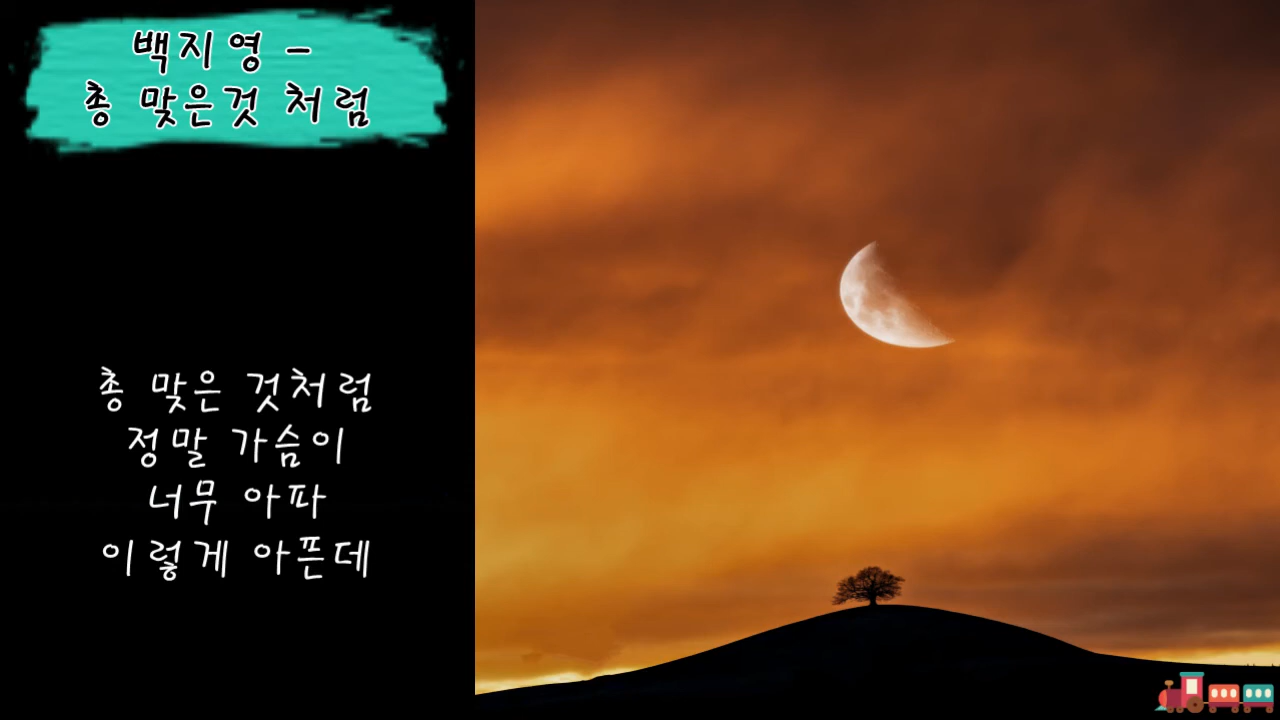 백지영 -
총 맞은것 처럼
총 맞은 것처럼
정말 가슴이
너무 아파
이렇게 아픈데